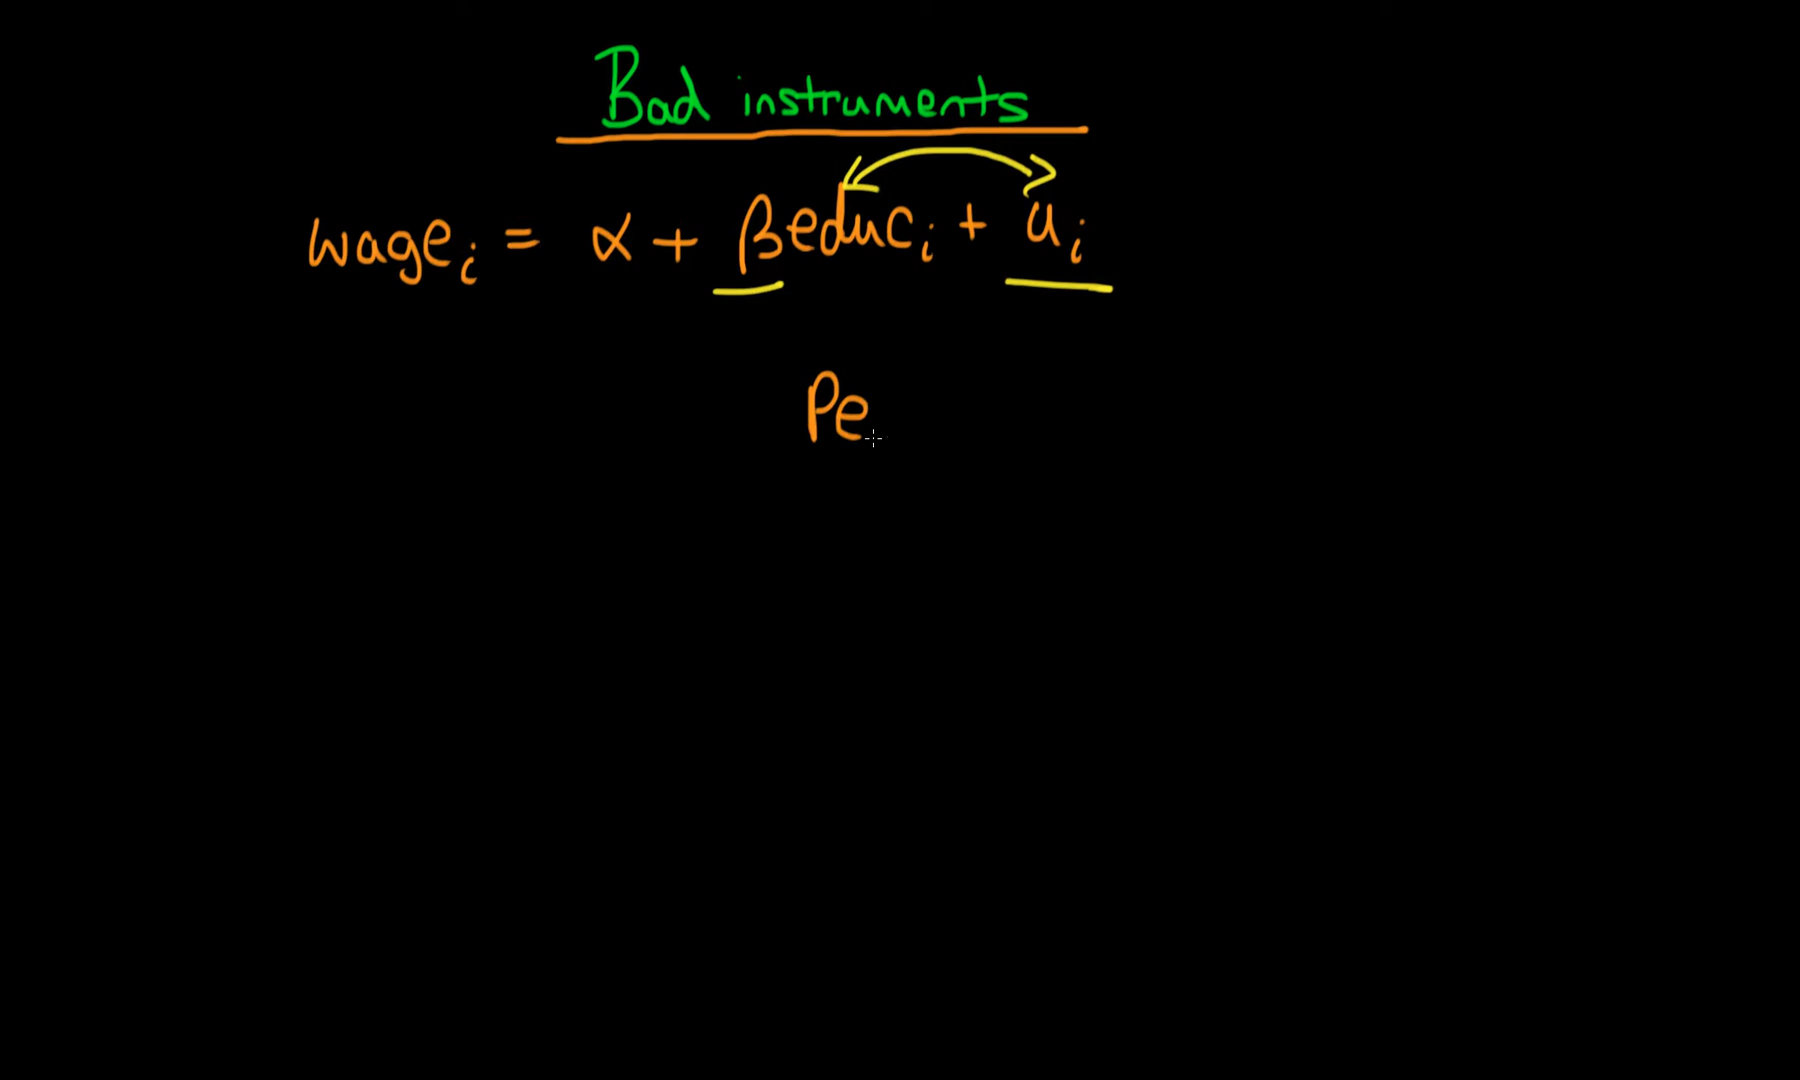 Bad instruments
wageᵢ = α + βeducᵢ + uᵢ
Pe